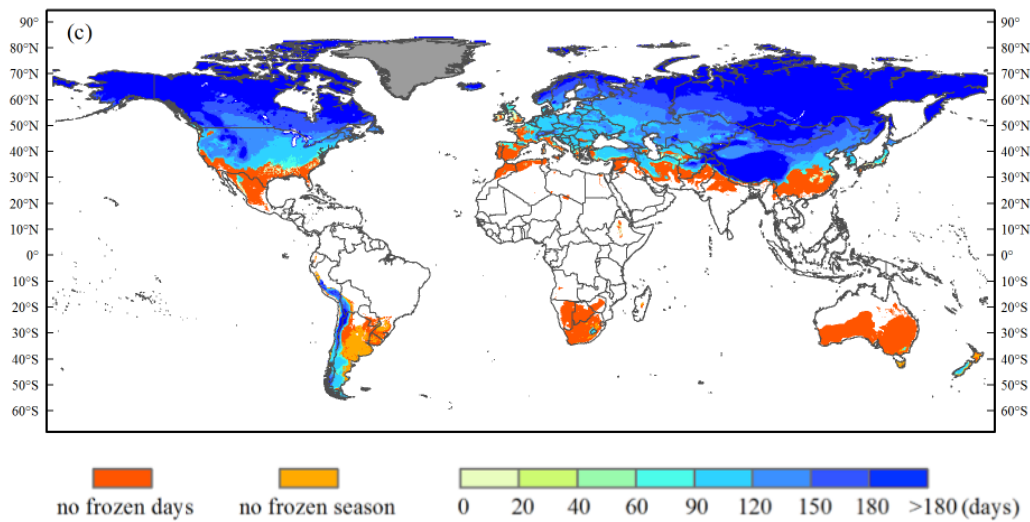 (c)
90°
80°N
70°N
60°N
50°N
40°N
30°N
20°N
10°N
0°
10°S
20°S
30°S
40°S
50°S
60°S
90°
80°N
70°N
60°N
50°N
40°N
30°N
20°N
10°N
0°
10°S
20°S
30°S
40°S
50°S
60°S
no frozen days
no frozen season
0 20 40 60 90 120 150 180 >180 (days)